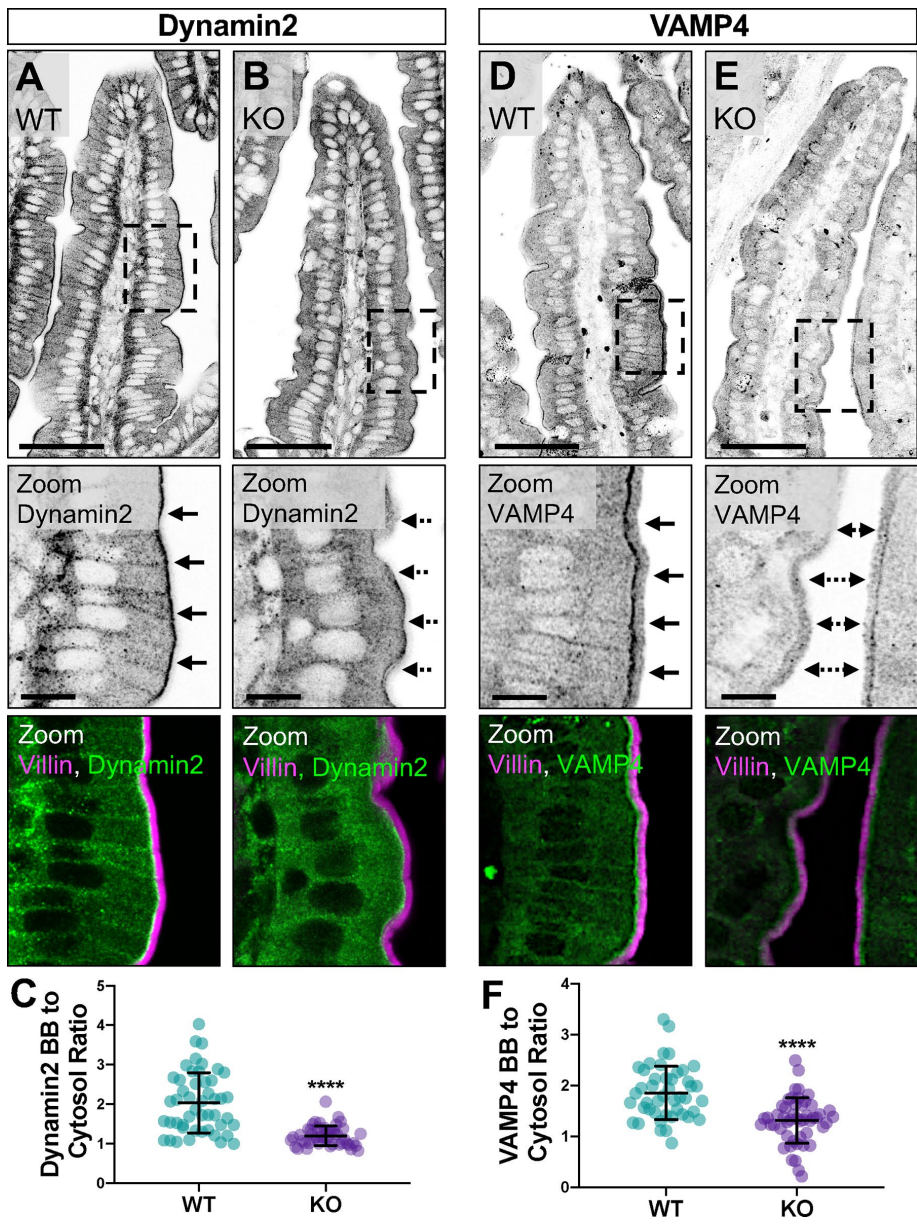 Dynamin2
VAMP4
A
WT
B
KO
D
WT
E
KO
Zoom
Dynamin2
Zoom
Dynamin2
Zoom
VAMP4
Zoom
VAMP4
Zoom
Villin, Dynamin2
Zoom
Villin, Dynamin2
Zoom
Villin, VAMP4
Zoom
Villin, VAMP4
C
Dynamin2 BB to
Cytosol Ratio
5
4
3
2
1
0
****
WT
KO
F
VAMP4 BB to
Cytosol Ratio
4
3
2
1
0
****
WT
KO